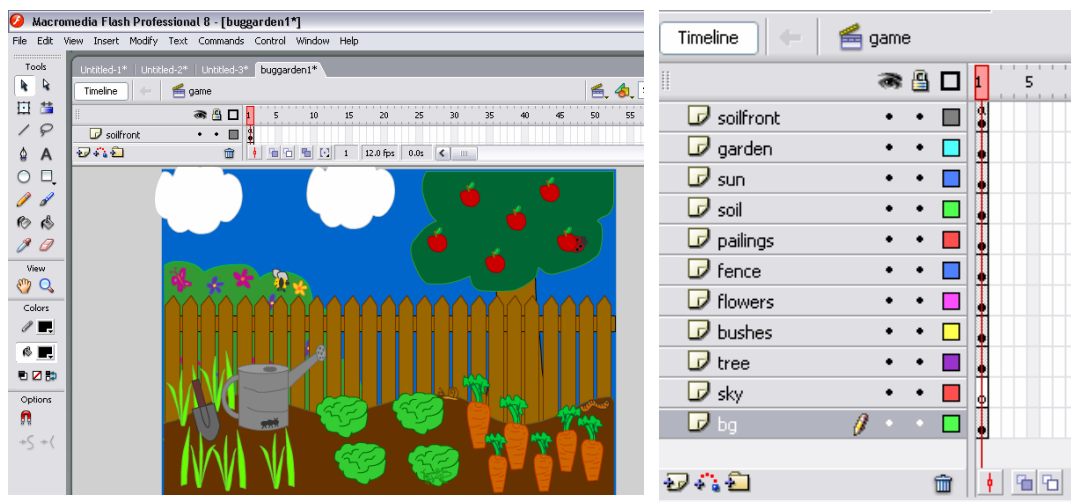 Macromedia Flash Professional 8 - [buggarden1*]
File Edit View Insert Modify Text Commands Control Window Help
Tools
Untitled-1* Untitled-2* Untitled-3* buggarden1*
Timeline game
1 5 10 15 20 25 30 35 40 45 50 55
soilfront
1 12.0 fps 0.0s
View
Colors
Options
Timeline game
1 5
soilfront
garden
sun
soil
pailings
fence
flowers
bushes
tree
sky
bg